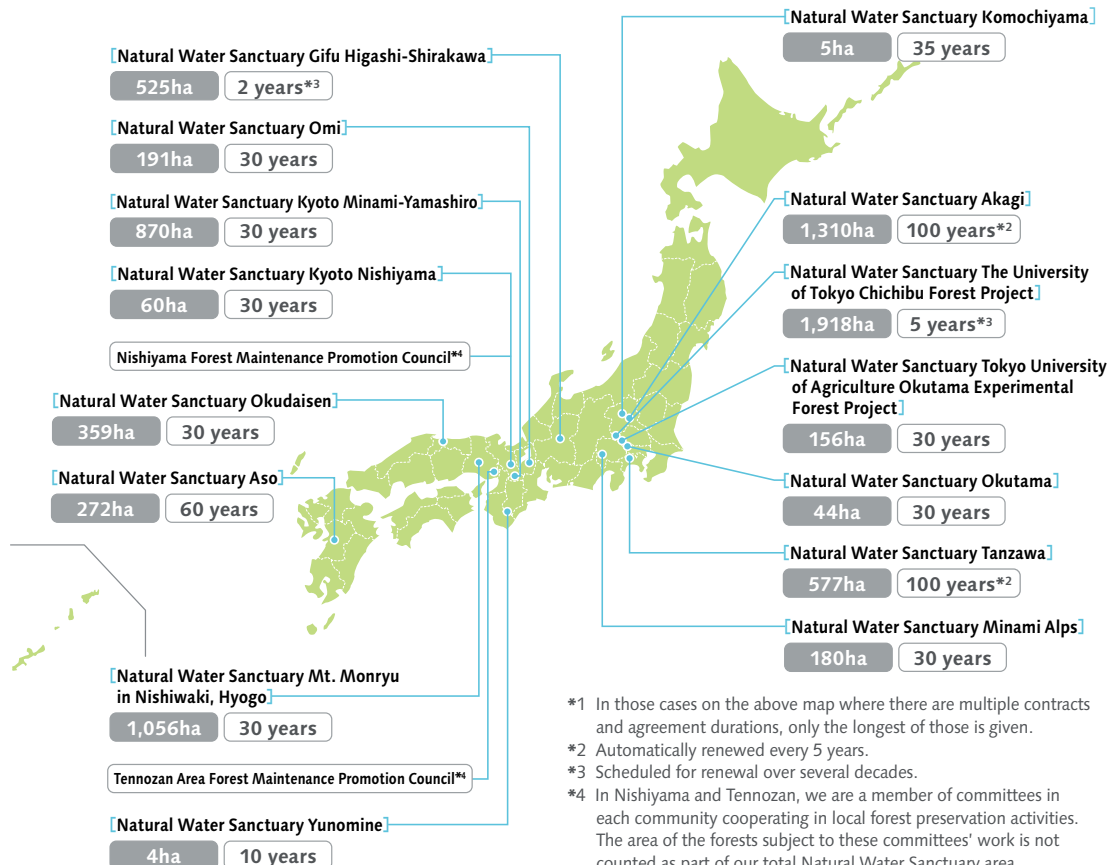 [Natural Water Sanctuary Gifu Higashi-Shirakawa]
525ha 2 years*3
[Natural Water Sanctuary Omi]
191ha 30 years
[Natural Water Sanctuary Kyoto Minami-Yamashiro]
870ha 30 years
[Natural Water Sanctuary Kyoto Nishiyama]
60ha 30 years
Nishiyama Forest Maintenance Promotion Council*4
[Natural Water Sanctuary Okudaisen]
359ha 30 years
[Natural Water Sanctuary Aso]
272ha 60 years
[Natural Water Sanctuary Mt. Monryu
in Nishiwaki, Hyogo]
1,056ha 30 years
Tennozan Area Forest Maintenance Promotion Council*4
[Natural Water Sanctuary Yunomine]
4ha 10 years
[Natural Water Sanctuary Komochiyama]
5ha 35 years
[Natural Water Sanctuary Akagi]
1,310ha 100 years*2
[Natural Water Sanctuary The University
of Tokyo Chichibu Forest Project]
1,918ha 5 years*3
[Natural Water Sanctuary Tokyo University
of Agriculture Okutama Experimental
Forest Project]
156ha 30 years
[Natural Water Sanctuary Okutama]
44ha 30 years
[Natural Water Sanctuary Tanzawa]
577ha 100 years*2
[Natural Water Sanctuary Minami Alps]
180ha 30 years
*1 In those cases on the above map where there are multiple contracts
and agreement durations, only the longest of those is given.
*2 Automatically renewed every 5 years.
*3 Scheduled for renewal over several decades.
*4 In Nishiyama and Tennozan, we are a member of committees in
each community cooperating in local forest preservation activities.
The area of the forests subject to these committees' work is not
counted as part of our total Natural Water Sanctuary area.